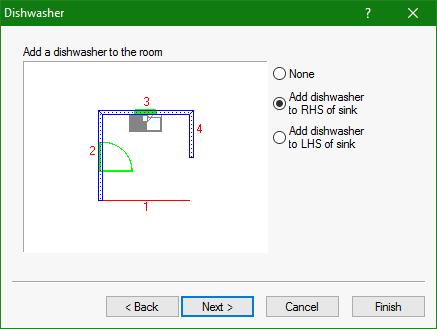 Dishwasher
?
Add a dishwasher to the room
None
Add dishwasher
to RHS of sink
Add dishwasher
to LHS of sink
3
2
4
1
< Back
Next >
Cancel
Finish